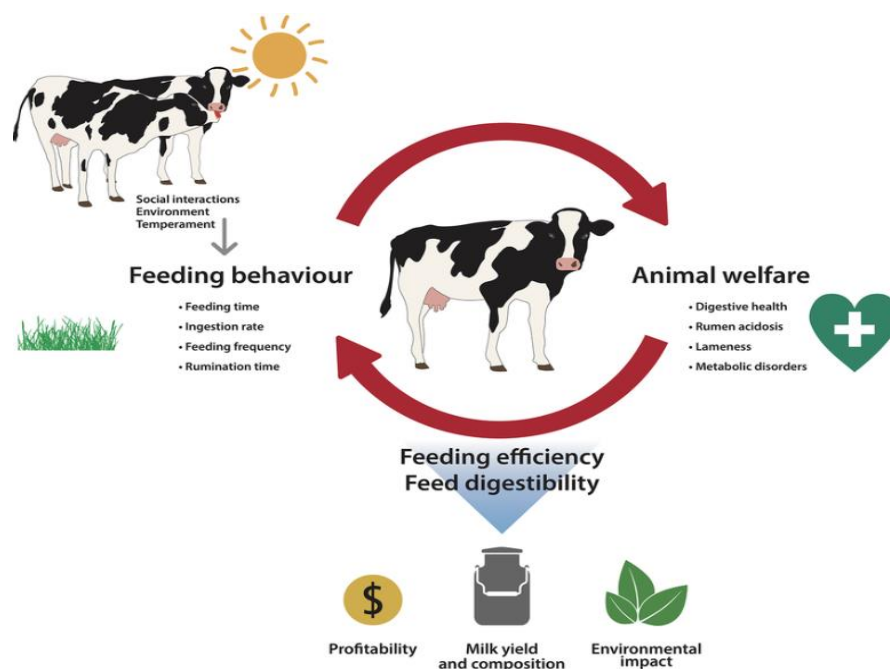 Social interactions
Environment
Temperament
Feeding behaviour
• Feeding time
• Ingestion rate
• Feeding frequency
• Rumination time
Animal welfare
• Digestive health
• Rumen acidosis
• Lameness
• Metabolic disorders
Feeding efficiency
Feed digestibility
$
Profitability
Milk yield
and composition
Environmental
impact